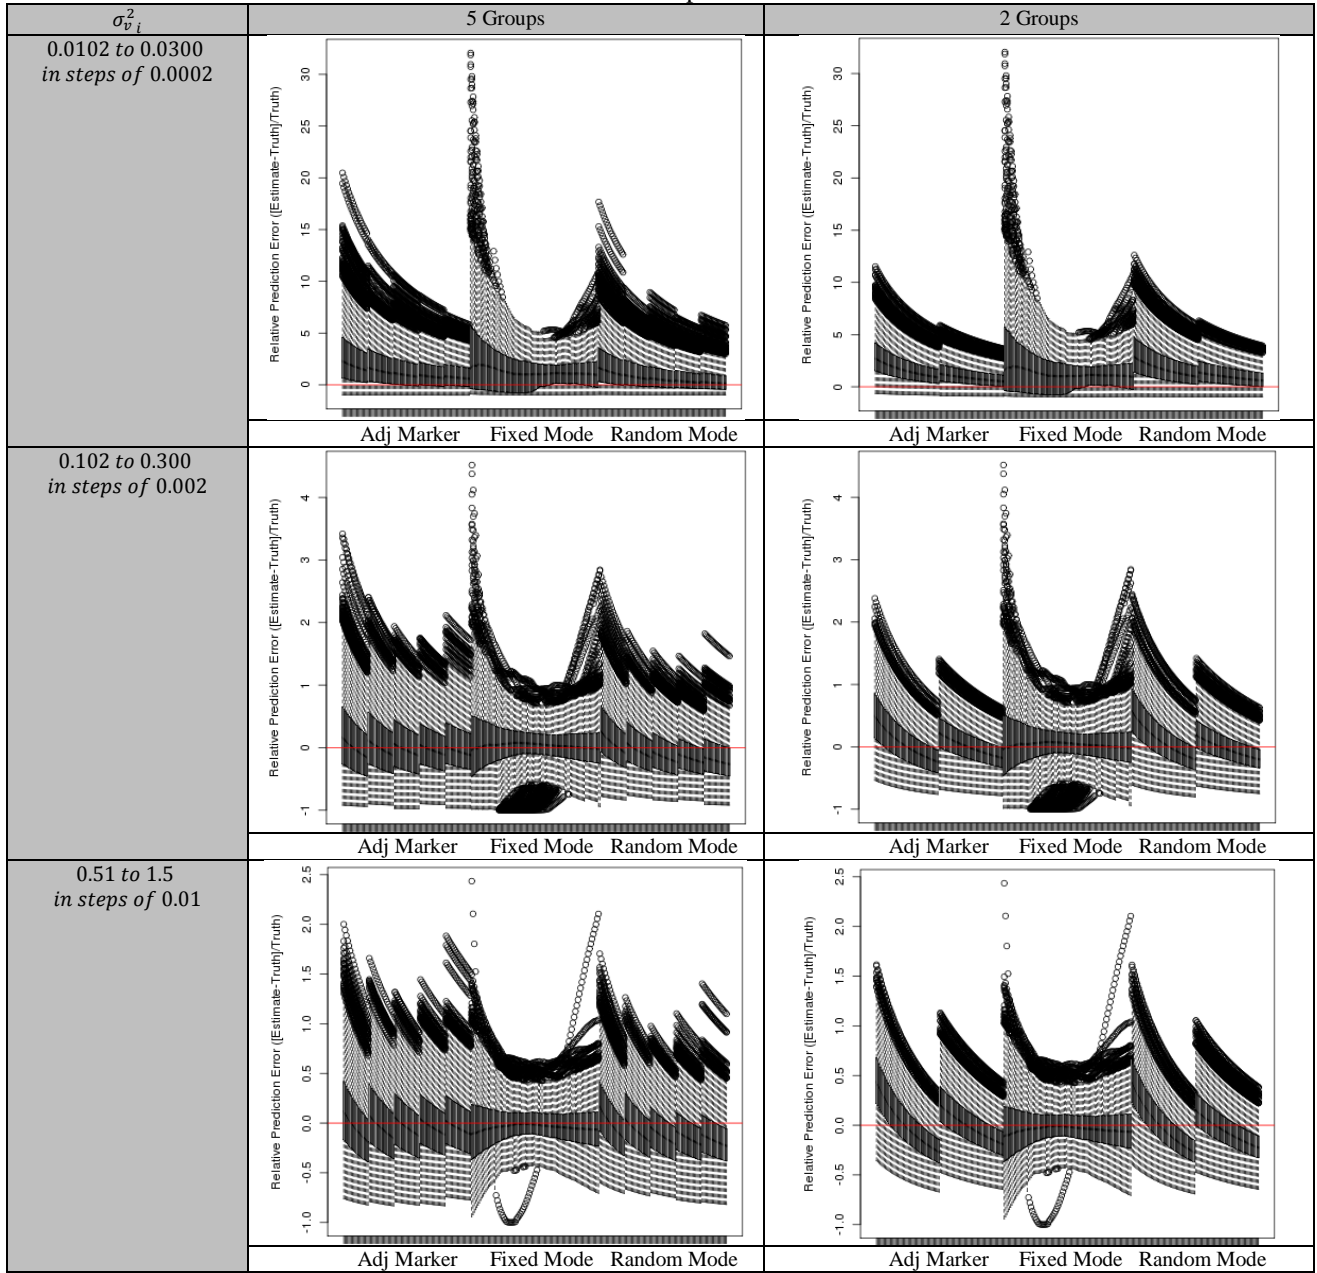 σ²ᵥ ᵢ 5 Groups 2 Groups
0.0102 to 0.0300
in steps of 0.0002
Relative Prediction Error ([Estimate-Truth]/Truth)
30
25
20
15
10
5
0
Relative Prediction Error ([Estimate-Truth]/Truth)
30
25
20
15
10
5
0
Adj Marker Fixed Mode Random Mode
Adj Marker Fixed Mode Random Mode
0.102 to 0.300
in steps of 0.002
Relative Prediction Error ([Estimate-Truth]/Truth)
4
3
2
1
0
-1
Relative Prediction Error ([Estimate-Truth]/Truth)
4
3
2
1
0
-1
Adj Marker Fixed Mode Random Mode
Adj Marker Fixed Mode Random Mode
0.51 to 1.5
in steps of 0.01
Relative Prediction Error ([Estimate-Truth]/Truth)
2.5
2.0
1.5
1.0
0.5
0.0
-0.5
-1.0
Relative Prediction Error ([Estimate-Truth]/Truth)
2.5
2.0
1.5
1.0
0.5
0.0
-0.5
-1.0
Adj Marker Fixed Mode Random Mode
Adj Marker Fixed Mode Random Mode